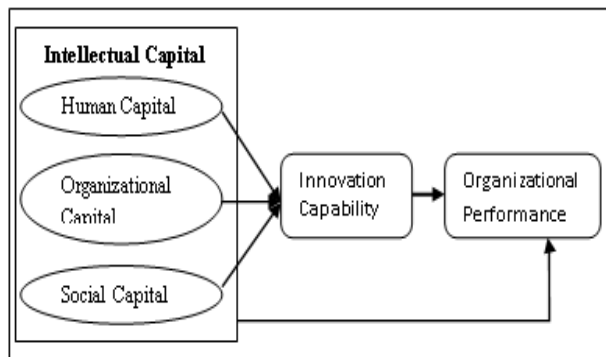 Intellectual Capital
Human Capital
Organizational
Capital
Social Capital
Innovation
Capability
Organizational
Performance